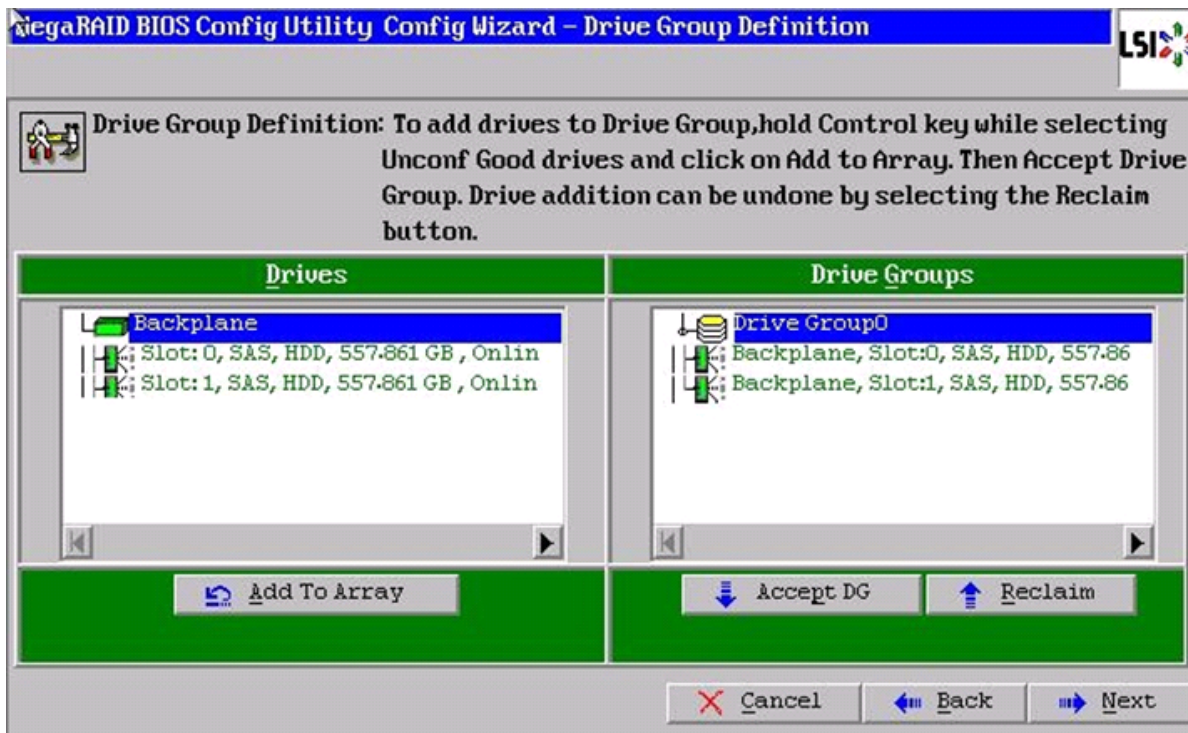 MegaRAID BIOS Config Utility Config Wizard – Drive Group Definition
LSI
Drive Group Definition: To add drives to Drive Group,hold Control key while selecting
Unconf Good drives and click on Add to Array. Then Accept Drive
Group. Drive addition can be undone by selecting the Reclaim
button.
Drives
Backplane
Slot: 0, SAS, HDD, 557.861 GB , Onlin
Slot: 1, SAS, HDD, 557.861 GB , Onlin
Add To Array
Drive Groups
Drive Group0
Backplane, Slot:0, SAS, HDD, 557.86
Backplane, Slot:1, SAS, HDD, 557.86
Accept DG
Reclaim
Cancel
Back
Next